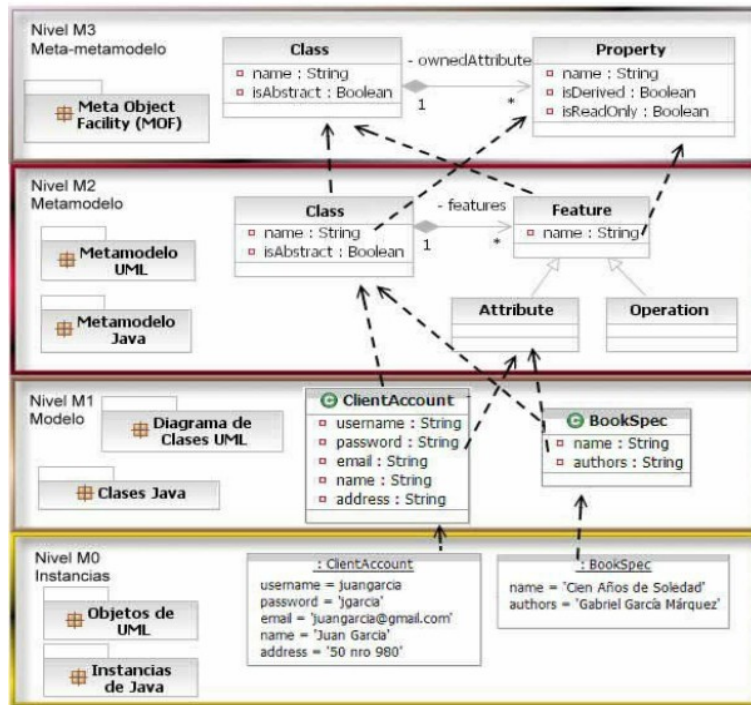 Nivel M3
Meta-metamodelo
Meta Object
Facility (MOF)
Class
name : String
isAbstract : Boolean
- ownedAttribute
1
*
Property
name : String
isDerived : Boolean
isReadOnly : Boolean
Nivel M2
Metamodelo
Metamodelo
UML
Metamodelo
Java
Class
name : String
isAbstract : Boolean
- features
1
*
Feature
name : String
Attribute
Operation
Nivel M1
Modelo
Diagrama de
Clases UML
Clases Java
C ClientAccount
username : String
password : String
email : String
name : String
address : String
C BookSpec
name : String
authors : String
Nivel M0
Instancias
Objetos de
UML
Instancias
de Java
: ClientAccount
username = juangarcia
password = 'jgarcia'
email = 'juangarcia@gmail.com'
name = 'Juan Garcia'
address = '50 nro 980'
: BookSpec
name = 'Cien Años de Soledad'
authors = 'Gabriel García Márquez'